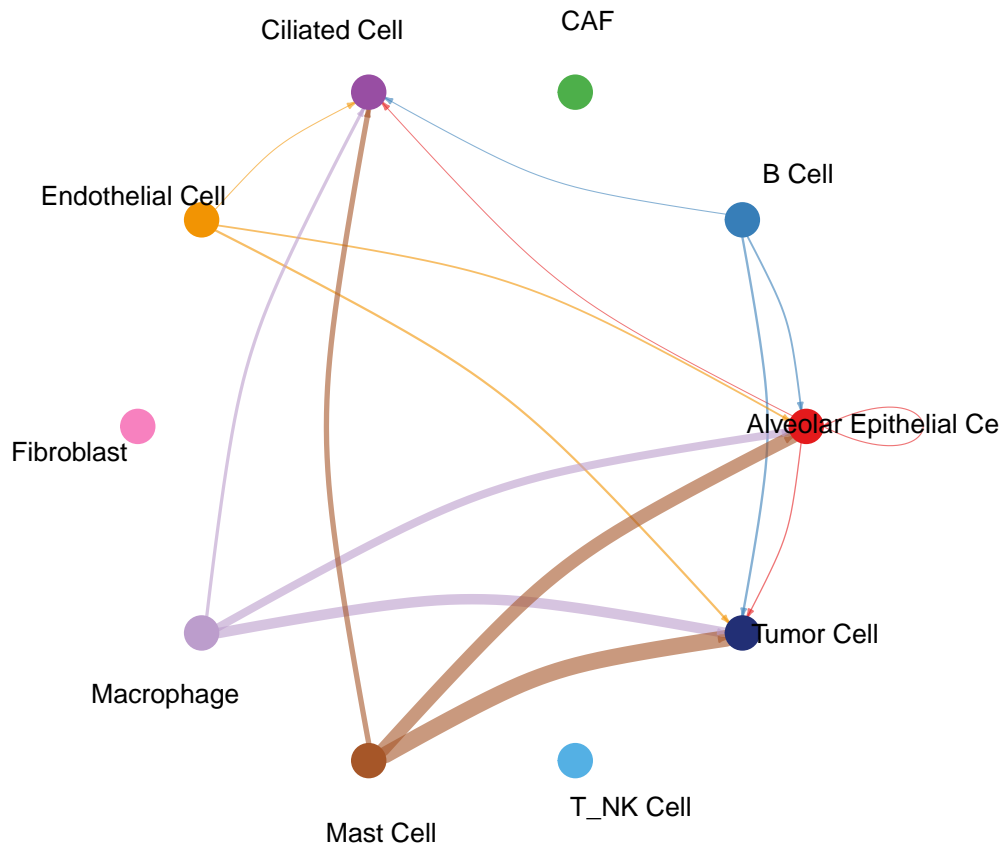 CAF
Ciliated Cell
B Cell
Endothelial Cell
Alveolar Epithelial Ce
Fibroblast
Tumor Cell
Macrophage
T_NK Cell
Mast Cell